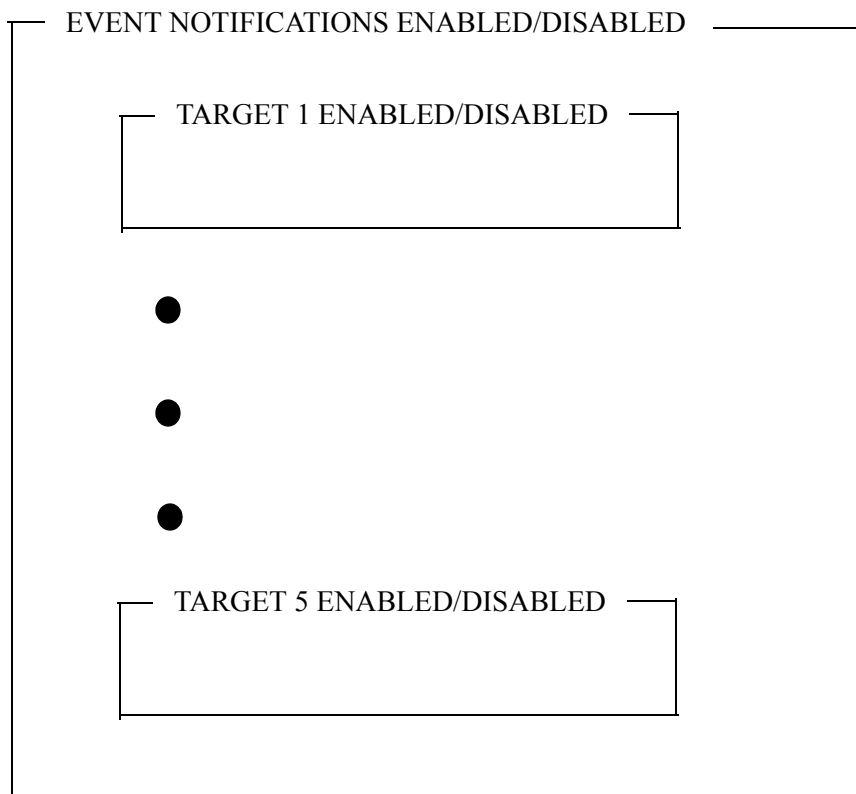 EVENT NOTIFICATIONS ENABLED/DISABLED
TARGET 1 ENABLED/DISABLED
TARGET 5 ENABLED/DISABLED